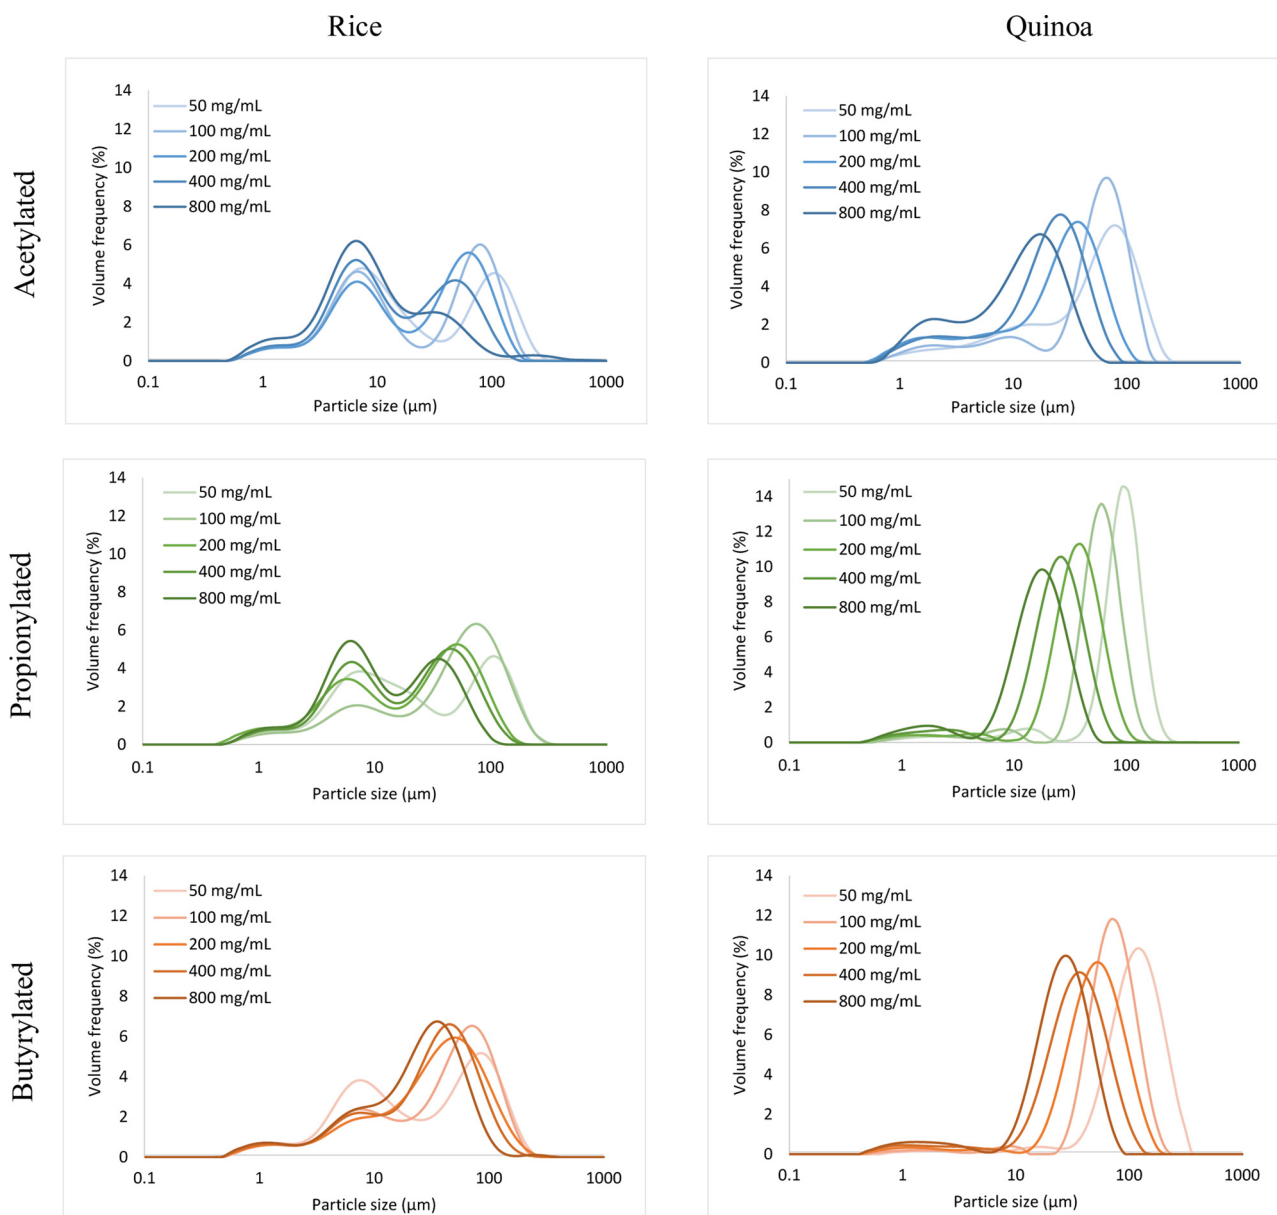 Rice
Quinoa
Acetylated
14
12
10
8
6
4
2
0
Volume frequency (%)
50 mg/mL
100 mg/mL
200 mg/mL
400 mg/mL
800 mg/mL
0.1 1 10 100 1000
Particle size (µm)
14
12
10
8
6
4
2
0
Volume frequency (%)
50 mg/mL
100 mg/mL
200 mg/mL
400 mg/mL
800 mg/mL
0.1 1 10 100 1000
Particle size (µm)
Propionylated
14
12
10
8
6
4
2
0
Volume frequency (%)
50 mg/mL
100 mg/mL
200 mg/mL
400 mg/mL
800 mg/mL
0.1 1 10 100 1000
Particle size (µm)
14
12
10
8
6
4
2
0
Volume frequency (%)
50 mg/mL
100 mg/mL
200 mg/mL
400 mg/mL
800 mg/mL
0.1 1 10 100 1000
Particle size (µm)
Butyrylated
14
12
10
8
6
4
2
0
Volume frequency (%)
50 mg/mL
100 mg/mL
200 mg/mL
400 mg/mL
800 mg/mL
0.1 1 10 100 1000
Particle size (µm)
14
12
10
8
6
4
2
0
Volume frequency (%)
50 mg/mL
100 mg/mL
200 mg/mL
400 mg/mL
800 mg/mL
0.1 1 10 100 1000
Particle size (µm)